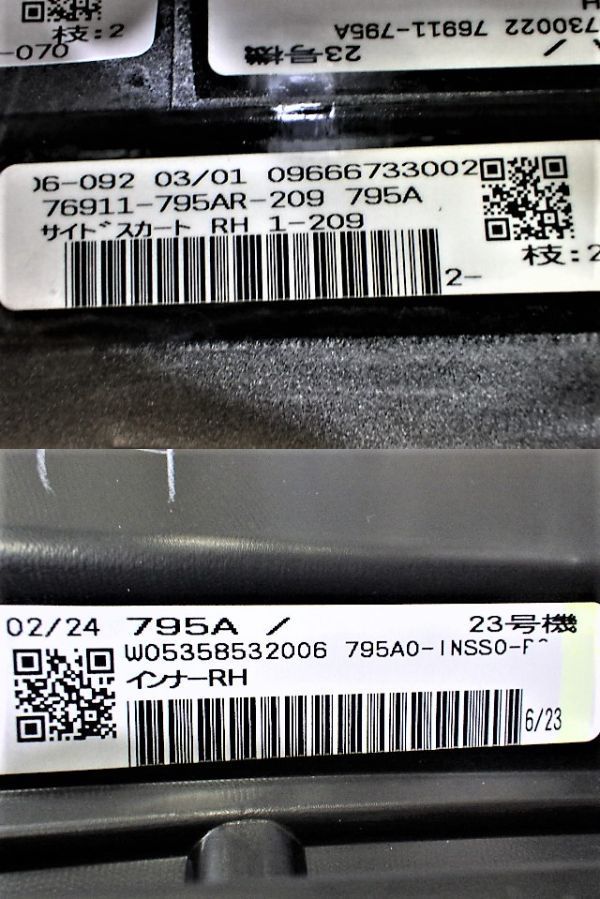 枝:2
-070
730022 76911-795A
23号機 /
06-092 03/01 09666733002
76911-795AR-209 795A
サイドスカート RH 1-209
枝:2
2-
02/24 795A / 23号機
W05358532006 795A0-INSS0-
インナーRH
6/23